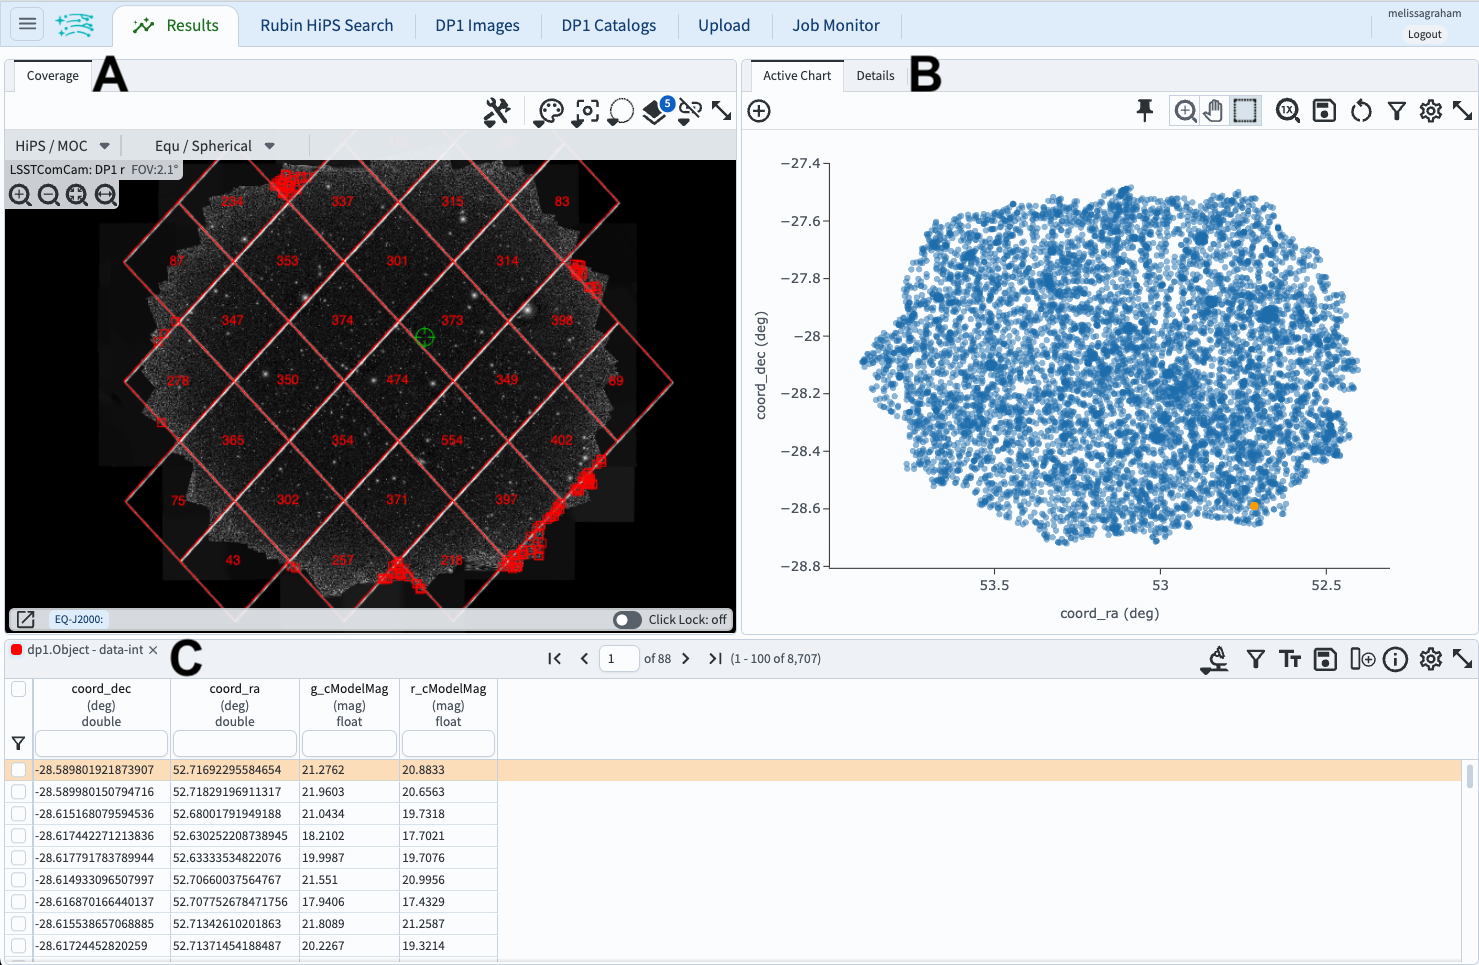 Results
Rubin HiPS Search
DP1 Images
DP1 Catalogs
Upload
Job Monitor
melissagraham
Logout
Coverage
A
5
HiPS / MOC
Equ / Spherical
LSSTComCam: DP1 r FOV:2.1°
234 337 315 83
87 353 301 314
347 374 373 398
278 350 474 349 89
365 354 554 402
75 302 371 397
43 257 218
EQ-J2000:
Click Lock: off
Active Chart
Details
B
1X
−27.4
−27.6
−27.8
−28
−28.2
−28.4
−28.6
−28.8
coord_dec (deg)
53.5 53 52.5
coord_ra (deg)
dp1.Object - data-int ×
C
1 of 88 (1 - 100 of 8,707)
coord_dec coord_ra g_cModelMag r_cModelMag
(deg) (deg) (mag) (mag)
double double float float
-28.589801921873907 52.71692295584654 21.2762 20.8833
-28.589980150794716 52.71829196911317 21.9603 20.6563
-28.615168079594536 52.68001791949188 21.0434 19.7318
-28.617442271213836 52.630252208738945 18.2102 17.7021
-28.617791783789944 52.63333534822076 19.9987 19.7076
-28.614933096507997 52.70660037564767 21.551 20.9956
-28.616870166440137 52.707752678471756 17.9406 17.4329
-28.615538657068885 52.71342610201863 21.8089 21.2587
-28.61724452820259 52.71371454188487 20.2267 19.3214